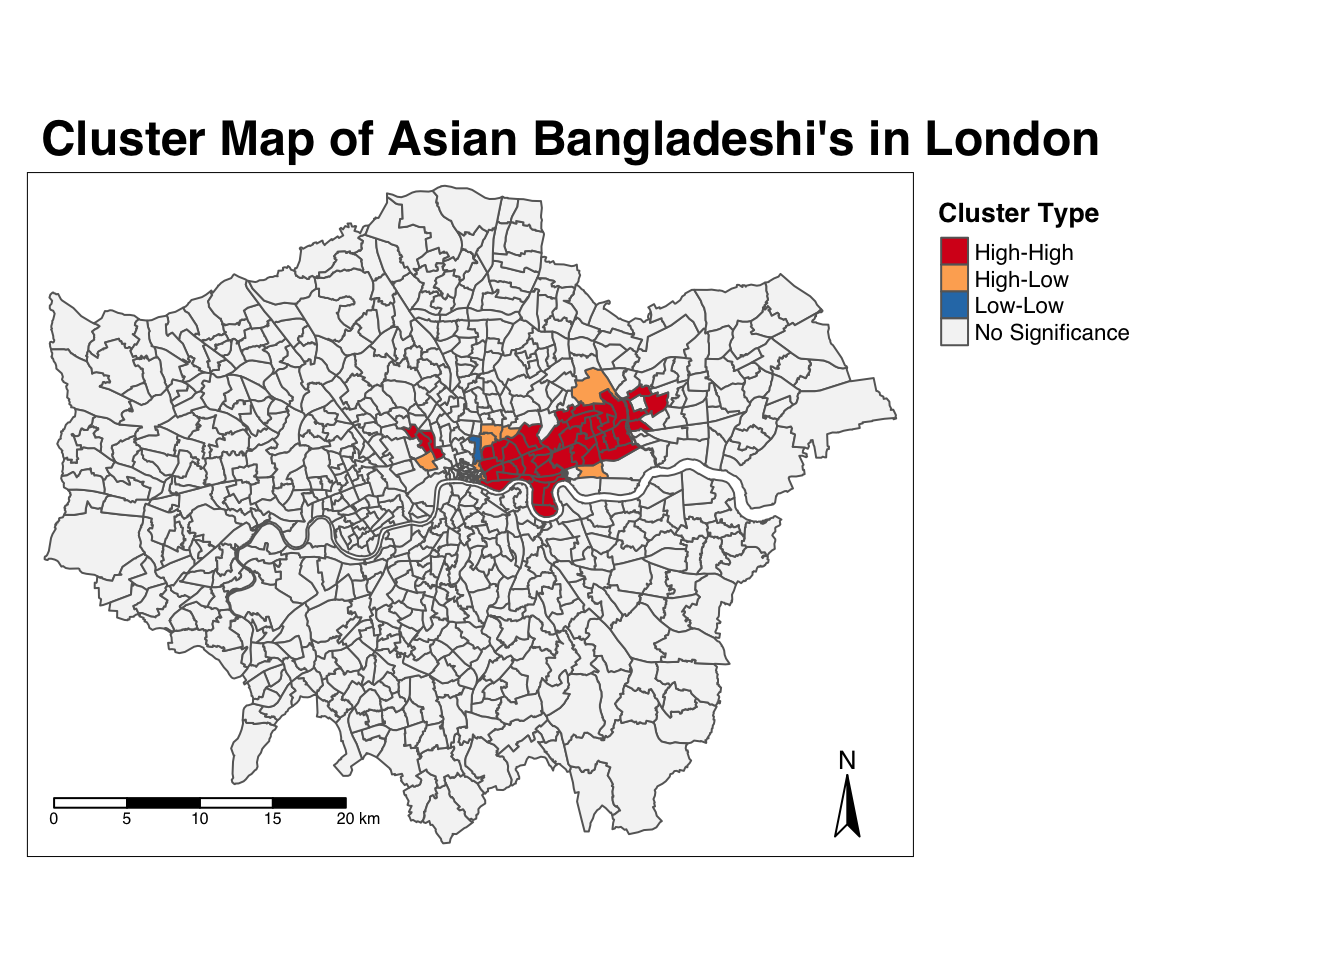 Cluster Map of Asian Bangladeshi's in London
Cluster Type
High-High
High-Low
Low-Low
No Significance
N
0 5 10 15 20 km